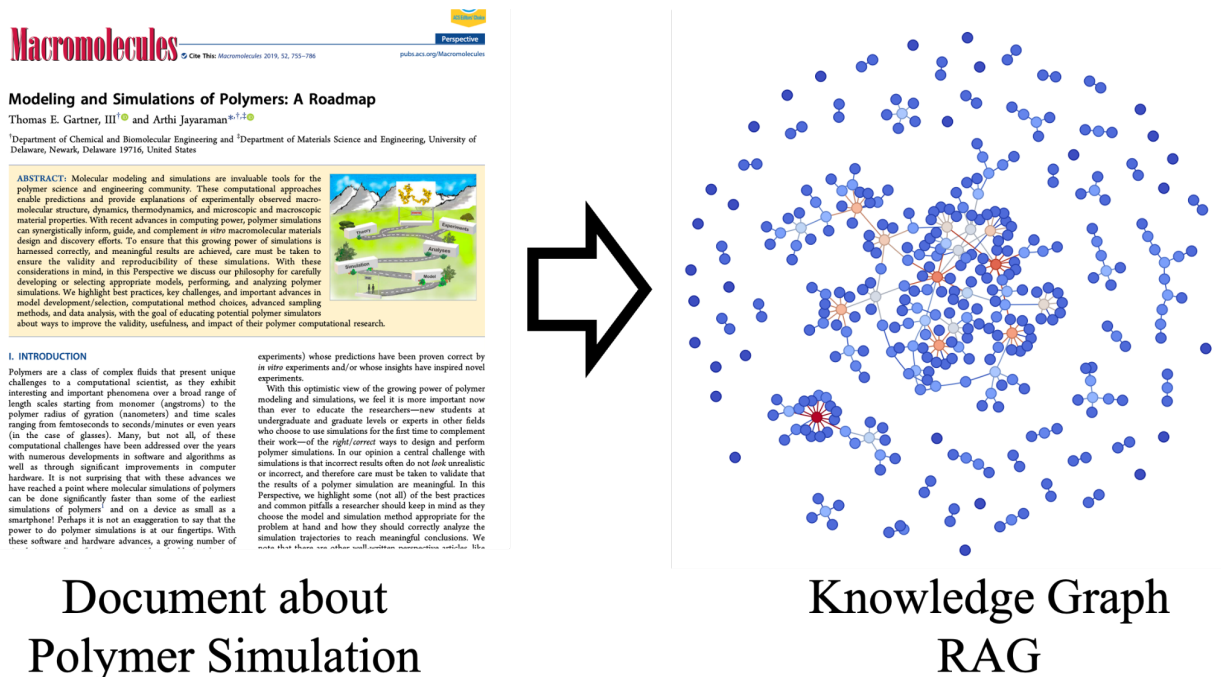 ACS Editors' Choice
Macromolecules
Cite This: Macromolecules 2019, 52, 755−786
Perspective
pubs.acs.org/Macromolecules
Modeling and Simulations of Polymers: A Roadmap
Thomas E. Gartner, III† and Arthi Jayaraman*,†,‡
†Department of Chemical and Biomolecular Engineering and ‡Department of Materials Science and Engineering, University of
Delaware, Newark, Delaware 19716, United States
ABSTRACT: Molecular modeling and simulations are invaluable tools for the
polymer science and engineering community. These computational approaches
enable predictions and provide explanations of experimentally observed macro-
molecular structure, dynamics, thermodynamics, and microscopic and macroscopic
material properties. With recent advances in computing power, polymer simulations
can synergistically inform, guide, and complement in vitro macromolecular materials
design and discovery efforts. To ensure that this growing power of simulations is
harnessed correctly, and meaningful results are achieved, care must be taken to
ensure the validity and reproducibility of these simulations. With these
considerations in mind, in this Perspective we discuss our philosophy for carefully
developing or selecting appropriate models, performing, and analyzing polymer
simulations. We highlight best practices, key challenges, and important advances in
model development/selection, computational method choices, advanced sampling
methods, and data analysis, with the goal of educating potential polymer simulators
about ways to improve the validity, usefulness, and impact of their polymer computational research.
Theory
Experiments
Analyses
Simulation
Model
I. INTRODUCTION
Polymers are a class of complex fluids that present unique
challenges to a computational scientist, as they exhibit
interesting and important phenomena over a broad range of
length scales starting from monomer (angstroms) to the
polymer radius of gyration (nanometers) and time scales
ranging from femtoseconds to seconds/minutes or even years
(in the case of glasses). Many, but not all, of these
computational challenges have been addressed over the years
with numerous developments in software and algorithms as
well as through significant improvements in computer
hardware. It is not surprising that with these advances we
have reached a point where molecular simulations of polymers
can be done significantly faster than some of the earliest
simulations of polymers1 and on a device as small as a
smartphone! Perhaps it is not an exaggeration to say that the
power to do polymer simulations is at our fingertips. With
these software and hardware advances, a growing number of
experiments) whose predictions have been proven correct by
in vitro experiments and/or whose insights have inspired novel
experiments.
With this optimistic view of the growing power of polymer
modeling and simulations, we feel it is more important now
than ever to educate the researchers—new students at
undergraduate and graduate levels or experts in other fields
who choose to use simulations for the first time to complement
their work—of the right/correct ways to design and perform
polymer simulations. In our opinion a central challenge with
simulations is that incorrect results often do not look unrealistic
or incorrect, and therefore care must be taken to validate that
the results of a polymer simulation are meaningful. In this
Perspective, we highlight some (not all) of the best practices
and common pitfalls a researcher should keep in mind as they
choose the model and simulation method appropriate for the
problem at hand and how they should correctly analyze the
simulation trajectories to reach meaningful conclusions. We
note that there are other well-written perspective articles, like
Document about
Polymer Simulation
Knowledge Graph
RAG